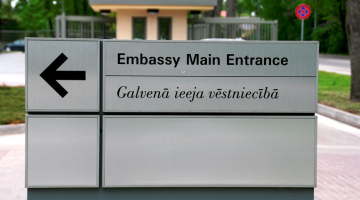 Embassy Main Entrance
Galvenā ieeja vēstniecībā